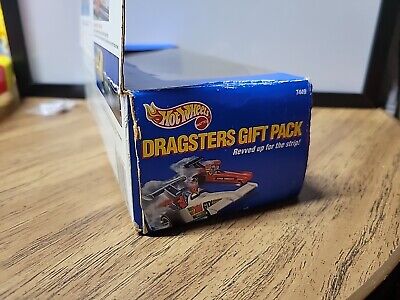 7449
Hot Wheels
DRAGSTERS GIFT PACK
Revved up for the strip!